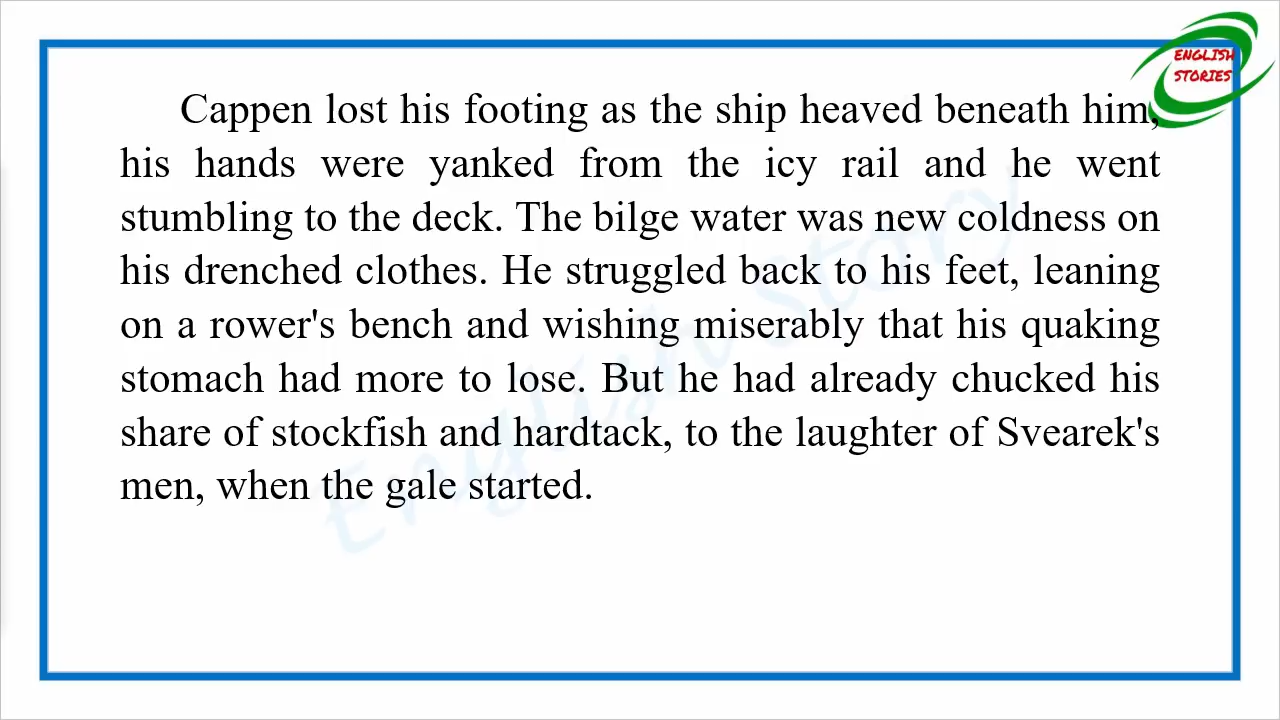 ENGLISH
STORIES
Cappen lost his footing as the ship heaved beneath him,
his hands were yanked from the icy rail and he went
stumbling to the deck. The bilge water was new coldness on
his drenched clothes. He struggled back to his feet, leaning
on a rower's bench and wishing miserably that his quaking
stomach had more to lose. But he had already chucked his
share of stockfish and hardtack, to the laughter of Svearek's
men, when the gale started.
English Story